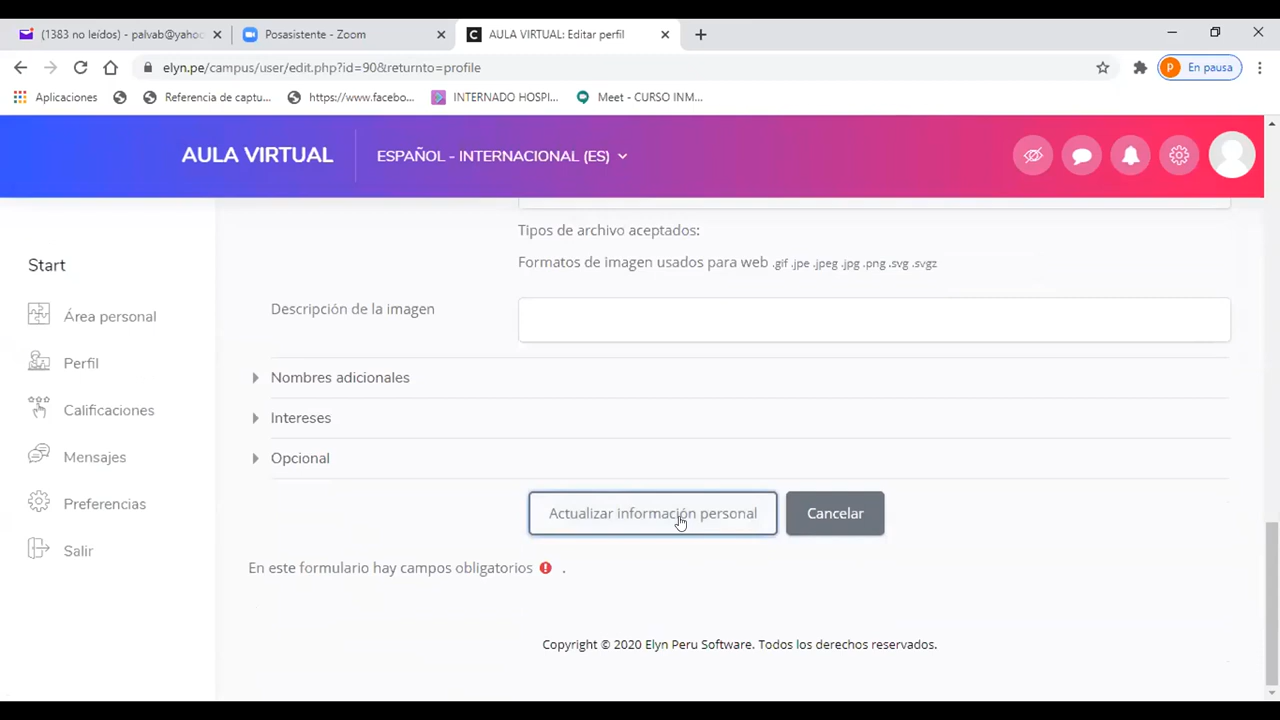 (1383 no leídos) - palvab@yahoo
Posasistente - Zoom
AULA VIRTUAL: Editar perfil
elyn.pe/campus/user/edit.php?id=90&returnto=profile
P En pausa
Aplicaciones
Referencia de captu...
https://www.facebo...
INTERNADO HOSPI...
Meet - CURSO INM...
AULA VIRTUAL
ESPAÑOL - INTERNACIONAL (ES)
Start
Área personal
Perfil
Calificaciones
Mensajes
Preferencias
Salir
Tipos de archivo aceptados:
Formatos de imagen usados para web .gif .jpe .jpeg .jpg .png .svg .svgz
Descripción de la imagen
Nombres adicionales
Intereses
Opcional
Actualizar información personal
Cancelar
En este formulario hay campos obligatorios .
Copyright © 2020 Elyn Peru Software. Todos los derechos reservados.